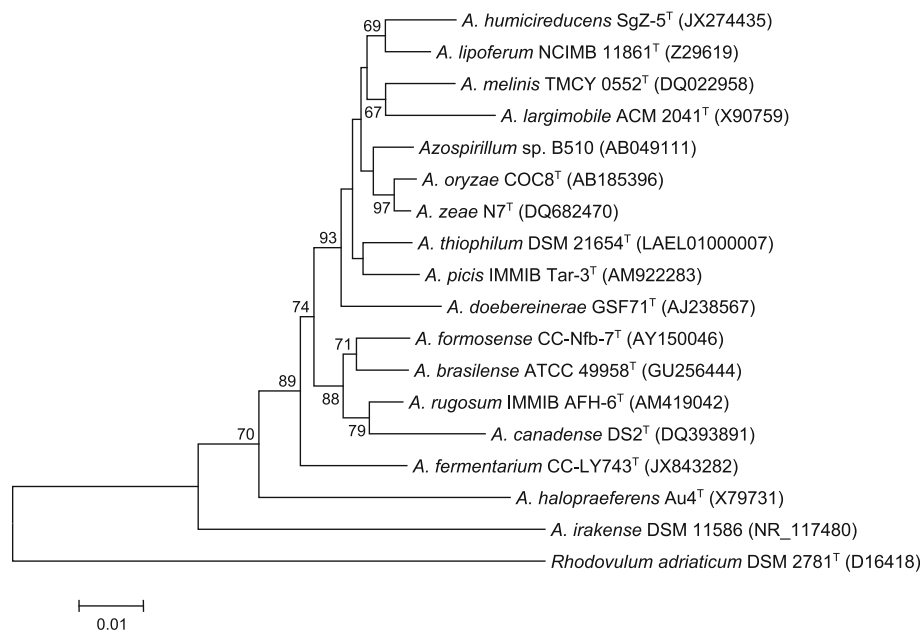 69
A. humicireducens SgZ-5ᵀ (JX274435)
A. lipoferum NCIMB 11861ᵀ (Z29619)
A. melinis TMCY 0552ᵀ (DQ022958)
67
A. largimobile ACM 2041ᵀ (X90759)
Azospirillum sp. B510 (AB049111)
A. oryzae COC8ᵀ (AB185396)
97
A. zeae N7ᵀ (DQ682470)
93
A. thiophilum DSM 21654ᵀ (LAEL01000007)
A. picis IMMIB Tar-3ᵀ (AM922283)
74
A. doebereinerae GSF71ᵀ (AJ238567)
71
A. formosense CC-Nfb-7ᵀ (AY150046)
A. brasilense ATCC 49958ᵀ (GU256444)
89
88
A. rugosum IMMIB AFH-6ᵀ (AM419042)
79
A. canadense DS2ᵀ (DQ393891)
70
A. fermentarium CC-LY743ᵀ (JX843282)
A. halopraeferens Au4ᵀ (X79731)
A. irakense DSM 11586 (NR_117480)
Rhodovulum adriaticum DSM 2781ᵀ (D16418)
0.01